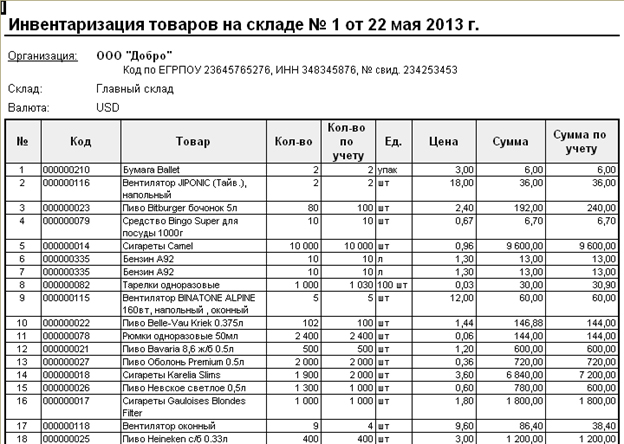 Инвентаризация товаров на складе № 1 от 22 мая 2013 г.
Организация: ООО "Добро"
Код по ЕГРПОУ 23645765276, ИНН 348345876, № свид. 234253453
Склад: Главный склад
Валюта: USD
№ Код Товар Кол-во Кол-во по учету Ед. Цена Сумма Сумма по учету
1 000000210 Бумага Ballet 2 2 упак 3,00 6,00 6,00
2 000000116 Вентилятор JIPONIC (Тайв.), 2 2 шт 18,00 36,00 36,00
напольный
3 000000023 Пиво Bitburger бочонок 5л 80 100 шт 2,40 192,00 240,00
4 000000079 Средство Bingo Super для 10 10 шт 0,67 6,70 6,70
посуды 1000г
5 000000014 Сигареты Camel 10 000 10 000 шт 0,96 9 600,00 9 600,00
6 000000335 Бензин А92 10 10 л 1,30 13,00 13,00
7 000000335 Бензин А92 10 10 л 1,30 13,00 13,00
8 000000082 Тарелки одноразовые 1 000 1 030 100 шт 0,03 30,00 30,90
9 000000115 Вентилятор BINATONE ALPINE 5 5 шт 12,00 60,00 60,00
160вт, напольный , оконный
10 000000022 Пиво Belle-Vau Kriek 0.375л 102 100 шт 1,44 146,88 144,00
11 000000078 Рюмки одноразовые 50мл 2 400 2 400 шт 0,06 144,00 144,00
12 000000021 Пиво Bavaria 8,6 ж/б 0.5л 500 500 шт 1,20 600,00 600,00
13 000000027 Пиво Оболонь Premium 0.5л 2 000 2 000 шт 0,36 720,00 720,00
14 000000018 Сигареты Karelia Slims 1 900 2 000 шт 3,60 6 840,00 7 200,00
15 000000026 Пиво Невское светлое 0,5л 1 300 1 000 шт 0,60 780,00 600,00
16 000000017 Сигареты Gauloises Blondes 1 000 1 000 шт 1,80 1 800,00 1 800,00
Filter
17 000000118 Вентилятор оконный 9 4 шт 9,60 86,40 38,40
18 000000025 Пиво Heineken с/б 0.33л 400 400 шт 3,00 1 200,00 1 200,00